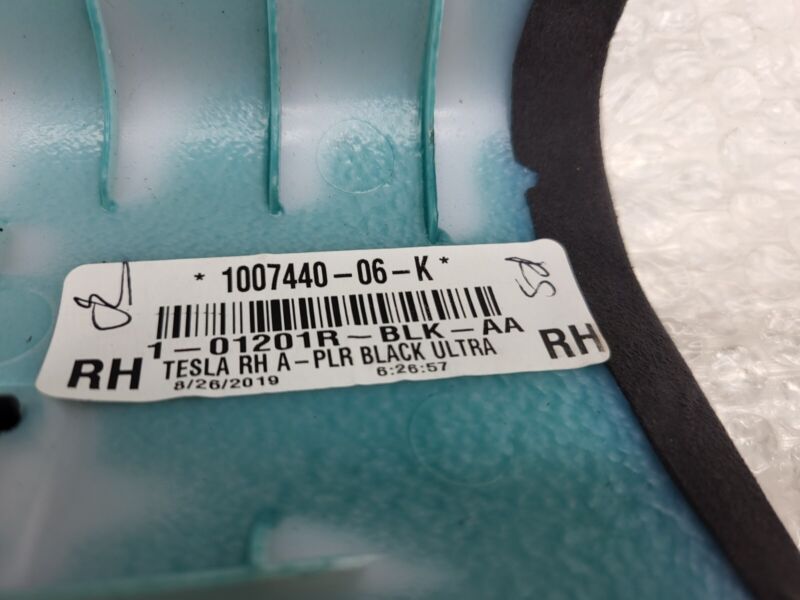 * 1007440-06-K *
1-01201R-BLK-AA
RH TESLA RH A-PLR BLACK ULTRA RH
8/26/2019 6:26:57